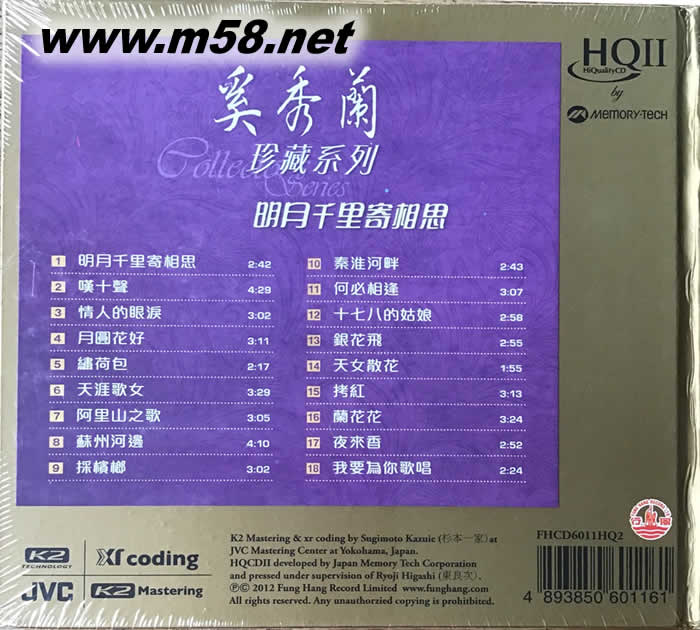 www.m58.net
HQII
HiQualityCD
by
MEMORY-TECH
奚秀蘭
Collector Series
珍藏系列
明月千里寄相思
1 明月千里寄相思 2:42
2 嘆十聲 4:29
3 情人的眼淚 3:02
4 月圓花好 3:11
5 繡荷包 2:17
6 天涯歌女 3:29
7 阿里山之歌 3:05
8 蘇州河邊 4:10
9 採檳榔 3:02
10 秦淮河畔 2:43
11 何必相逢 3:07
12 十七八的姑娘 2:58
13 銀花飛 2:55
14 天女散花 1:55
15 拷紅 3:13
16 蘭花花 3:24
17 夜來香 2:52
18 我要為你歌唱 2:24
K2 TECHNOLOGY
xr coding
JVC
K2 Mastering
K2 Mastering & xr coding by Sugimoto Kazuie (杉本一家) at
JVC Mastering Center at Yokohama, Japan.
HQCDII developed by Japan Memory Tech Corporation
and pressed under supervision of Ryoji Higashi (東良次).
Ⓟ©2012 Fung Hang Record Limited www.funghang.com
All rights reserved. Any unauthorzied copying is prohitbited.
FHCD6011HQ2
4 893850 601161